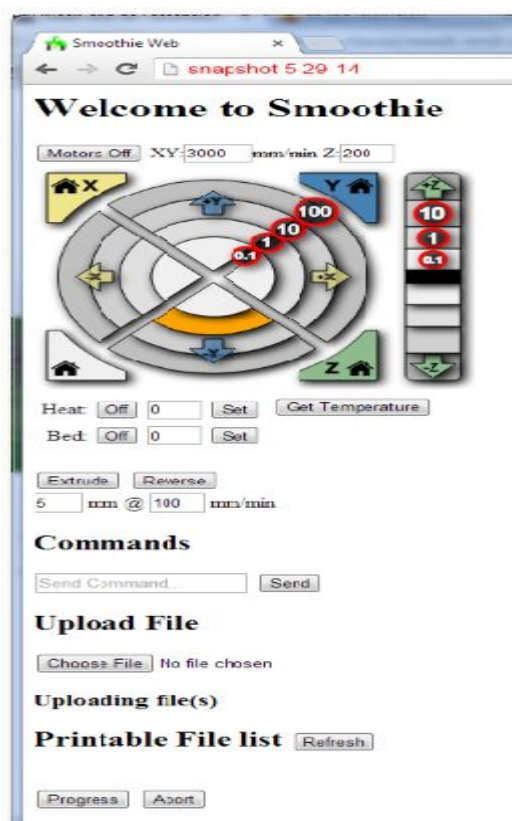 Smoothie Web ×
snapshot 5 29 14
Welcome to Smoothie
Motors Off XY: 3000 mm/min Z: 200
X
Y
+Y
+Z
100
10
1
0.1
10
1
0.1
-X
+X
-Y
Z
-Z
Heat: Off 0 Set Get Temperature
Bed: Off 0 Set
Extrude Reverse
5 mm @ 100 mm/min
Commands
Send Command... Send
Upload File
Choose File No file chosen
Uploading file(s)
Printable File list Refresh
Progress Abort